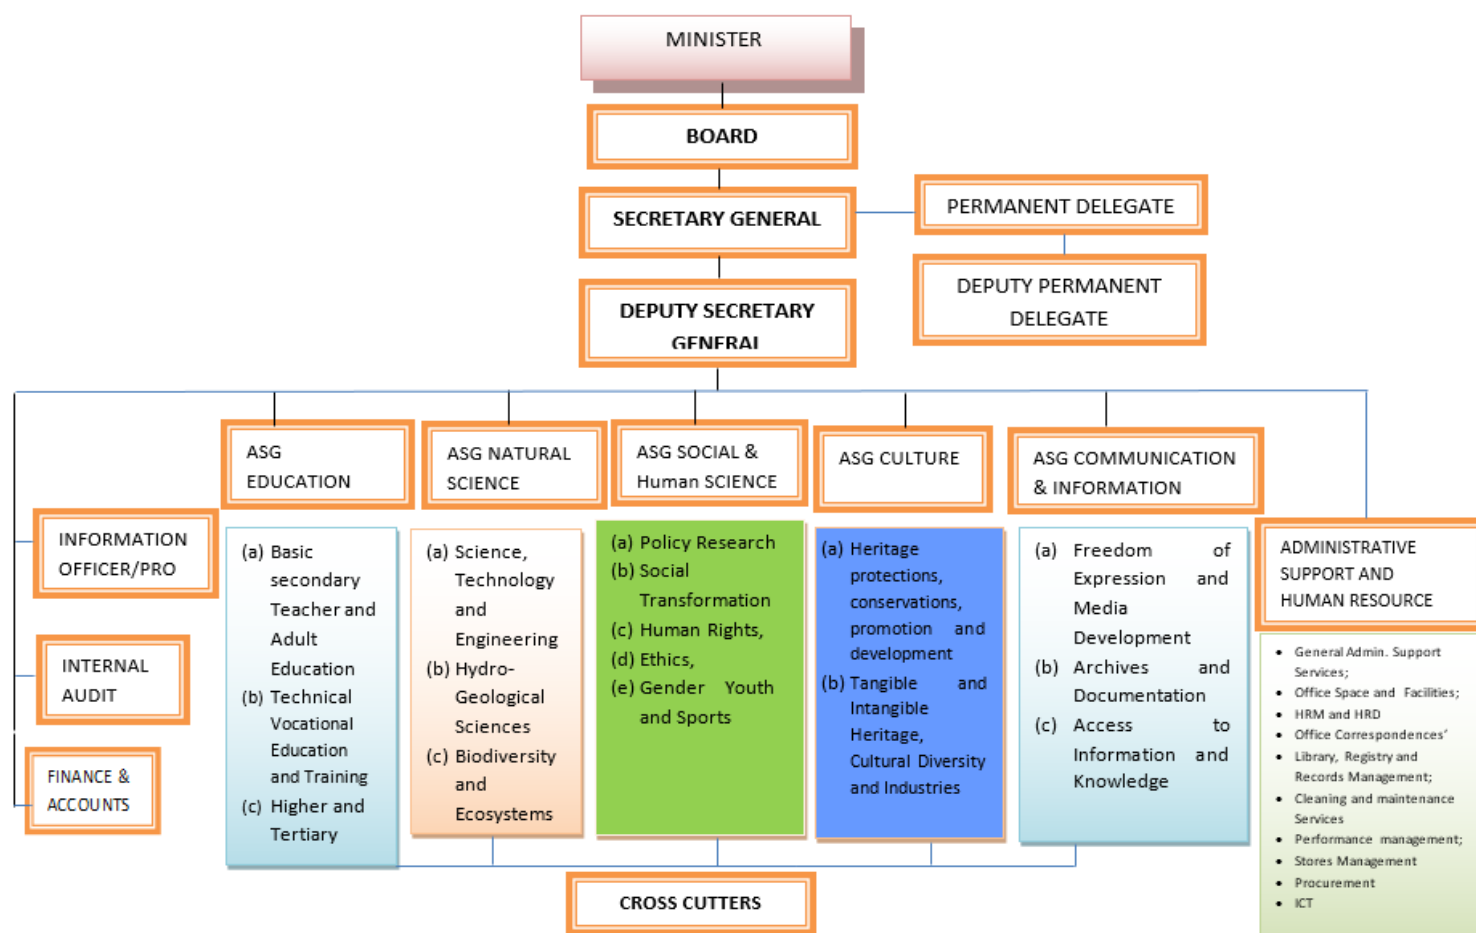 MINISTER
BOARD
SECRETARY GENERAL
PERMANENT DELEGATE
DEPUTY PERMANENT
DELEGATE
DEPUTY SECRETARY
GENERAL
ASG
EDUCATION
ASG NATURAL
SCIENCE
ASG SOCIAL &
Human SCIENCE
ASG CULTURE
ASG COMMUNICATION
& INFORMATION
INFORMATION
OFFICER/PRO
INTERNAL
AUDIT
FINANCE &
ACCOUNTS
(a) Basic
secondary
Teacher and
Adult
Education
(b) Technical
Vocational
Education
and Training
(c) Higher and
Tertiary
(a) Science,
Technology
and
Engineering
(b) Hydro-
Geological
Sciences
(c) Biodiversity
and
Ecosystems
(a) Policy Research
(b) Social
Transformation
(c) Human Rights,
(d) Ethics,
(e) Gender Youth
and Sports
(a) Heritage
protections,
conservations,
promotion and
development
(b) Tangible and
Intangible
Heritage,
Cultural Diversity
and Industries
(a) Freedom of
Expression and
Media
Development
(b) Archives and
Documentation
(c) Access to
Information and
Knowledge
ADMINISTRATIVE
SUPPORT AND
HUMAN RESOURCE
• General Admin. Support
Services;
• Office Space and Facilities;
• HRM and HRD
• Office Correspondences’
• Library, Registry and
Records Management;
• Cleaning and maintenance
Services
• Performance management;
• Stores Management
• Procurement
• ICT
CROSS CUTTERS